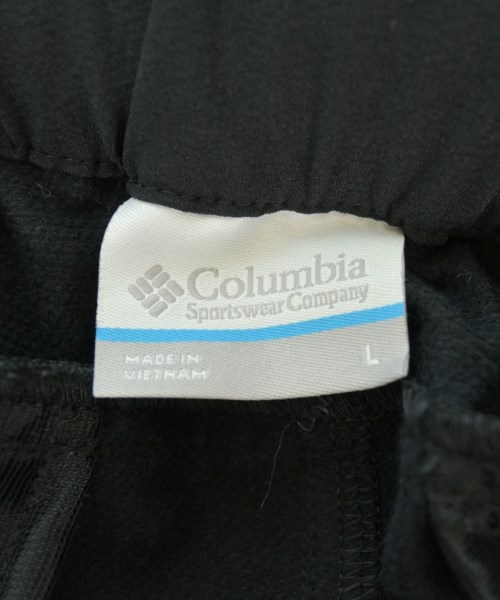 Columbia
Sportswear Company
MADE IN
VIETNAM
L